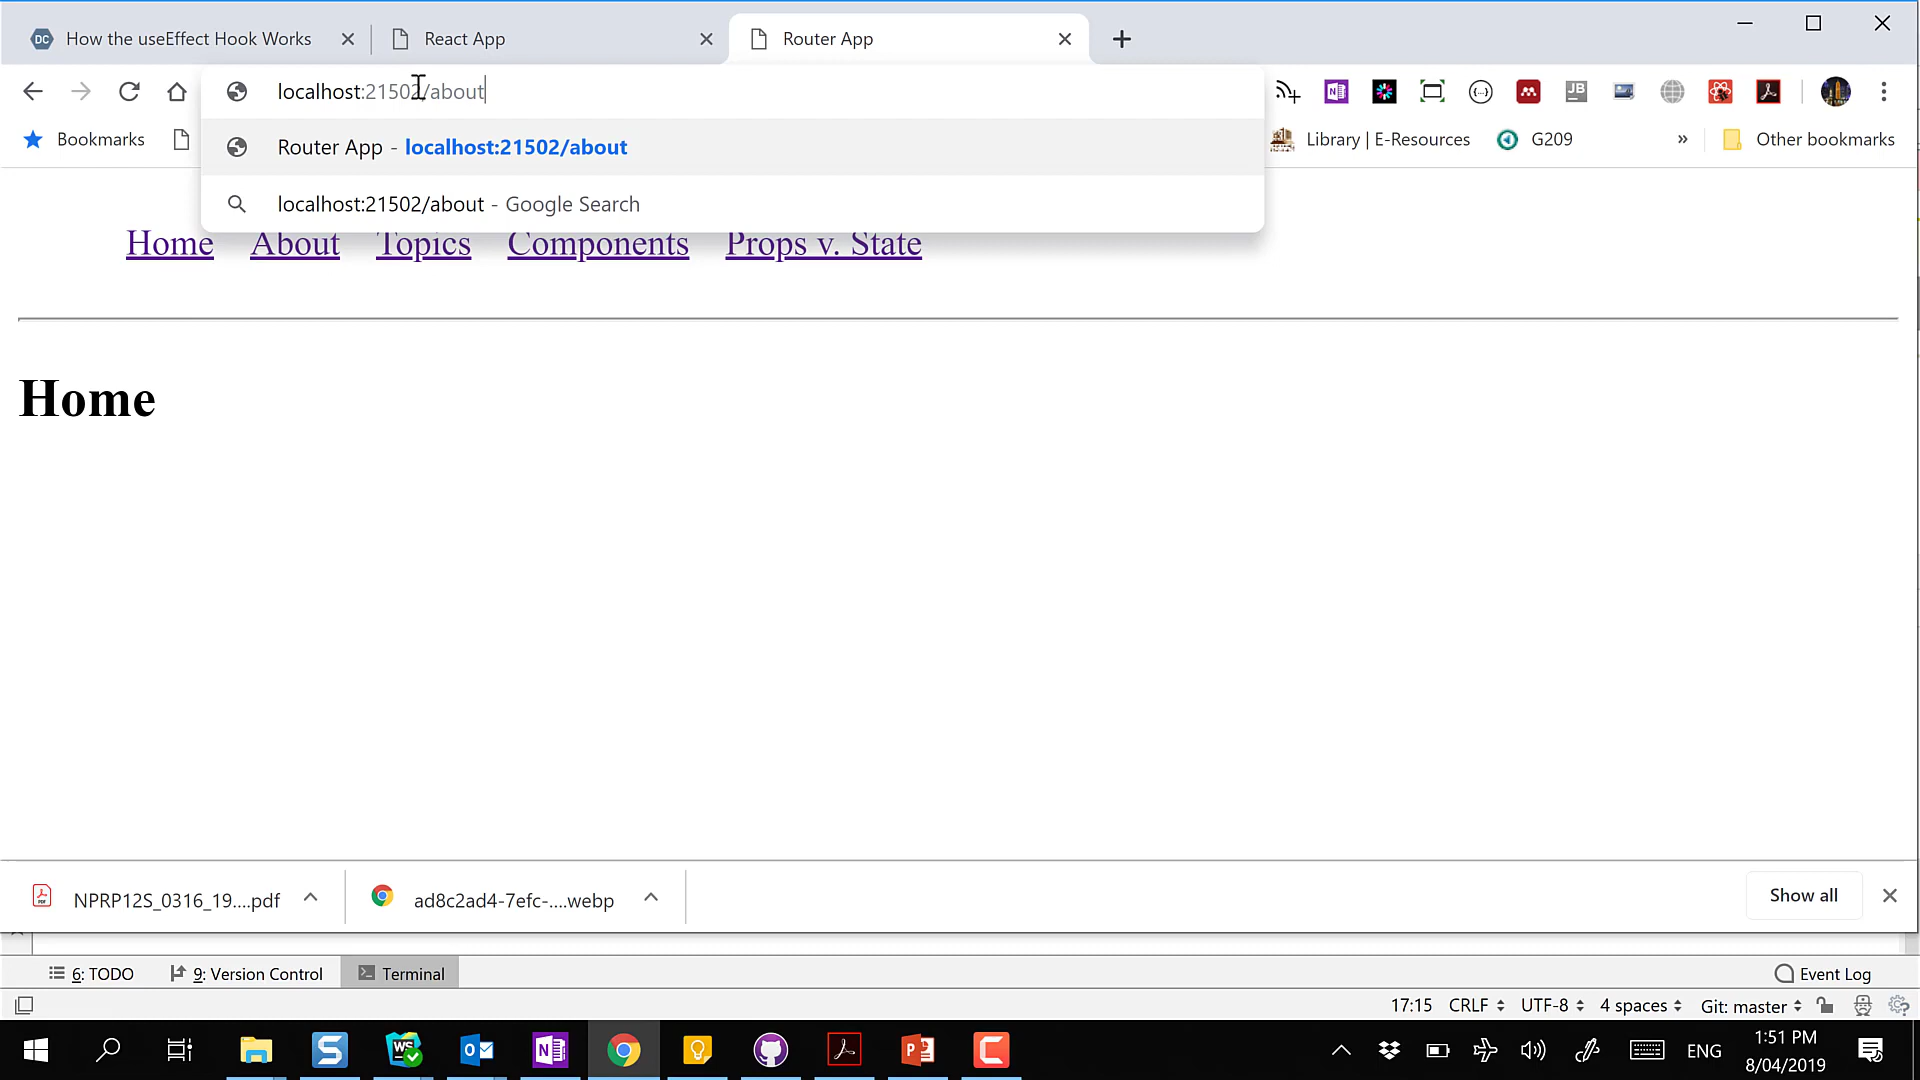 DC How the useEffect Hook Works
React App
Router App
localhost:21502/about
JB
Bookmarks
Library | E-Resources
G209
»
Other bookmarks
Router App - localhost:21502/about
localhost:21502/about - Google Search
Home About Topics Components Props v. State
Home
NPRP12S_0316_19....pdf
ad8c2ad4-7efc-....webp
Show all
6: TODO
9: Version Control
Terminal
Event Log
17:15 CRLF UTF-8 4 spaces Git: master
S
WS
N
P
C
ENG
1:51 PM
8/04/2019